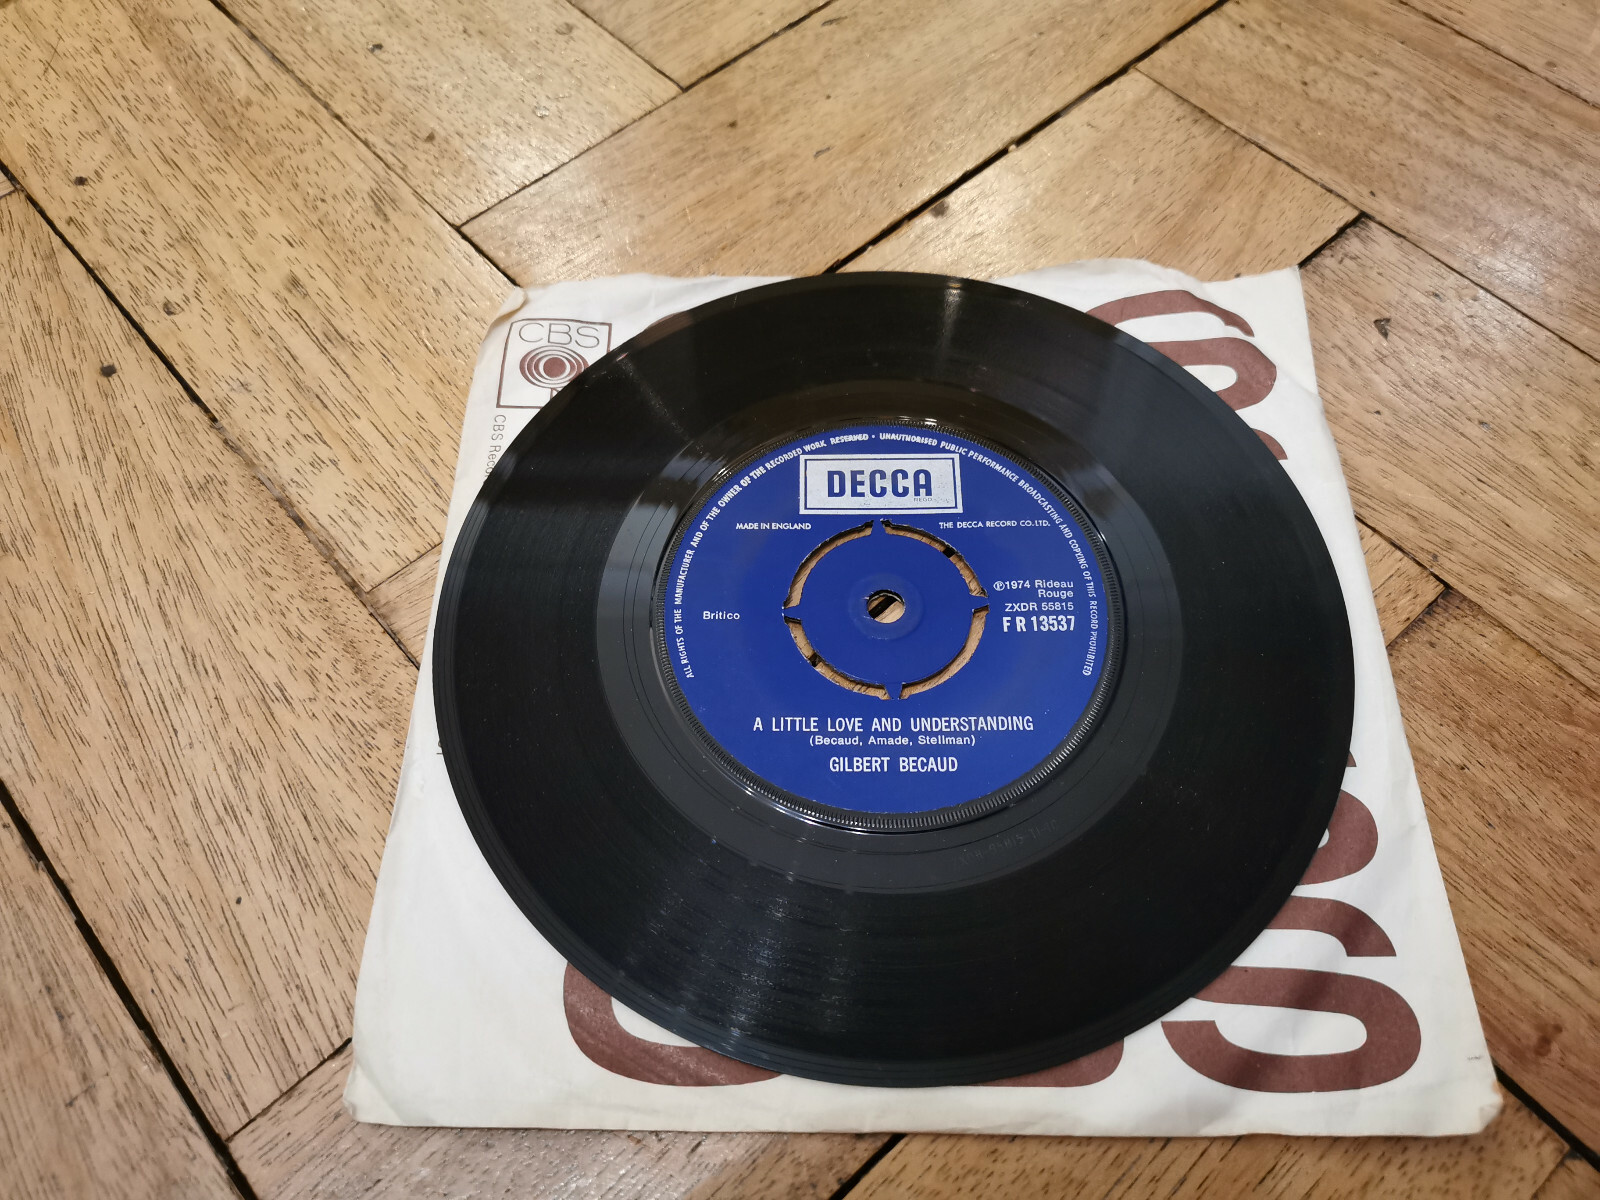 CBS
CBS
ALL RIGHTS OF THE MANUFACTURER AND OF THE OWNER OF THE RECORDED WORK RESERVED • UNAUTHORISED PUBLIC PERFORMANCE BROADCASTING AND COPYING OF THIS RECORD PROHIBITED
DECCA
REGD
MADE IN ENGLAND
THE DECCA RECORD CO. LTD.
℗1974 Rideau
Rouge
Britico
ZXDR 55815
F R 13537
A LITTLE LOVE AND UNDERSTANDING
(Becaud, Amade, Stellman)
GILBERT BECAUD